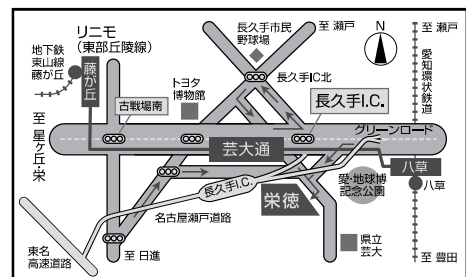 リニモ
(東部丘陵線)
地下鉄
東山線
藤が丘
藤が丘
至 星ヶ丘・栄
古戦場南
トヨタ
博物館
長久手市民
野球場
至 瀬戸
長久手IC北
長久手I.C.
N
至 瀬戸
愛知環状鉄道
グリーンロード
芸大通
八草
八草
愛・地球博
記念公園
長久手I.C.
栄徳
名古屋瀬戸道路
県立
芸大
東名
高速道路
至 日進
至 豊田